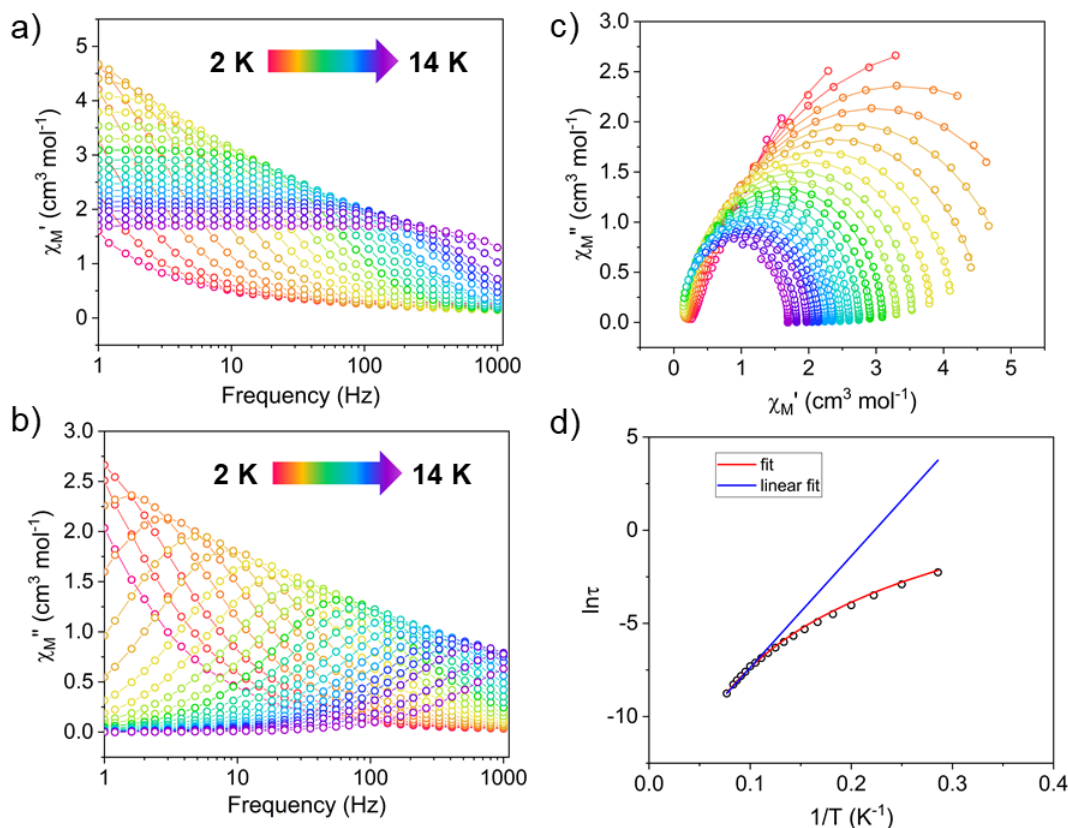 a)
2 K 14 K
5
4
3
2
1
0
χM' (cm³ mol⁻¹)
1 10 100 1000
Frequency (Hz)
b)
2 K 14 K
3.0
2.5
2.0
1.5
1.0
0.5
0.0
χM" (cm³ mol⁻¹)
1 10 100 1000
Frequency (Hz)
c)
3.0
2.5
2.0
1.5
1.0
0.5
0.0
χM" (cm³ mol⁻¹)
0 1 2 3 4 5
χM' (cm³ mol⁻¹)
d)
fit
linear fit
5
0
-5
-10
lnτ
0.0 0.1 0.2 0.3 0.4
1/T (K⁻¹)